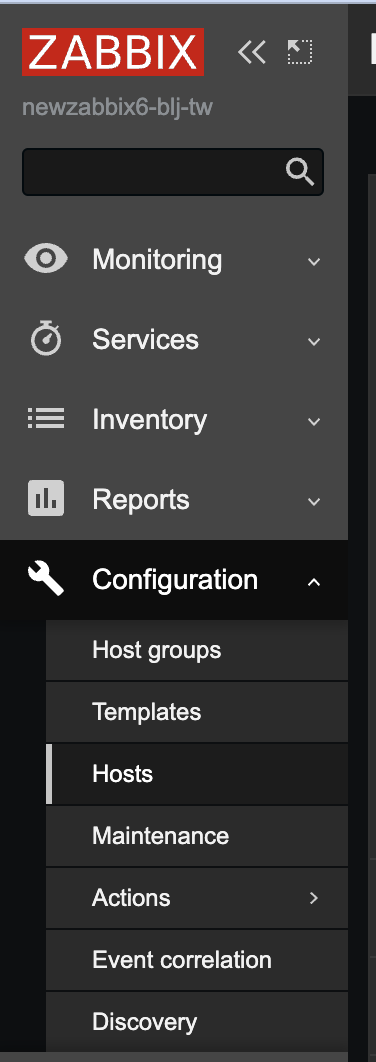 ZABBIX
newzabbix6-blj-tw
Monitoring
Services
Inventory
Reports
Configuration
Host groups
Templates
Hosts
Maintenance
Actions
Event correlation
Discovery